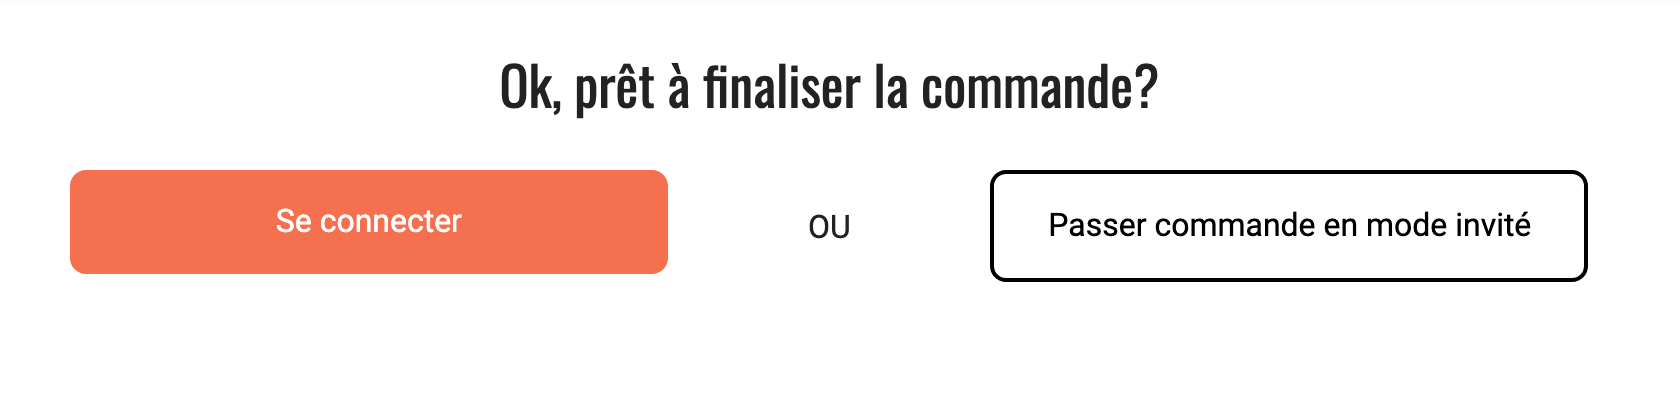 Ok, prêt à finaliser la commande?
Se connecter
OU
Passer commande en mode invité